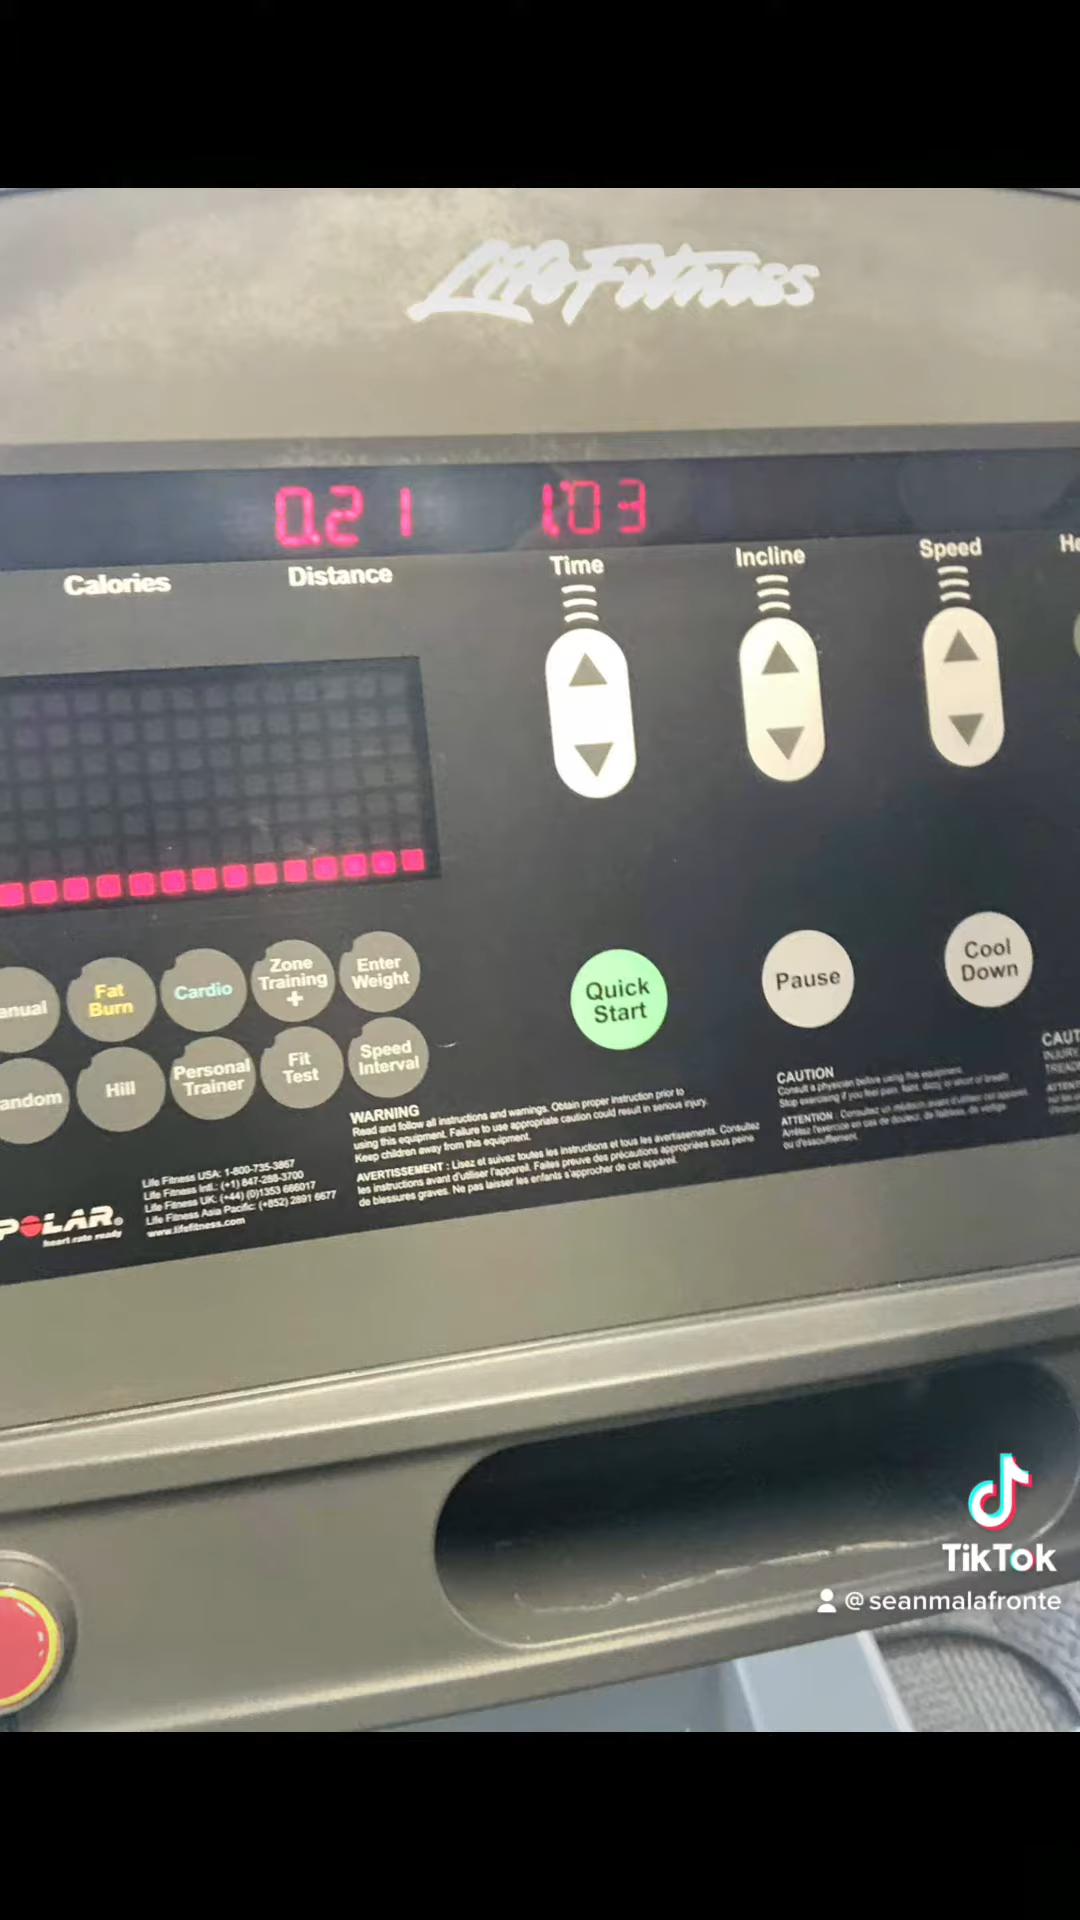 LifeFitness
0.21 1:03
Calories Distance Time Incline Speed
Fat Burn
Cardio
Zone Training +
Enter Weight
Hill
Personal Trainer
Fit Test
Speed Interval
Quick Start
Pause
Cool Down
WARNING
Read and follow all instructions and warnings. Obtain proper instruction prior to
using this equipment. Failure to use appropriate caution could result in serious injury.
Keep children away from this equipment.
AVERTISSEMENT : Lisez et suivez toutes les instructions et tous les avertissements. Consultez
les instructions avant d'utiliser l'appareil. Faites preuve des précautions appropriées sous peine
de blessures graves. Ne pas laisser les enfants s'approcher de cet appareil.
CAUTION
Consult a physician before using this equipment.
Stop exercising if you feel pain, faint, dizzy or short of breath
ATTENTION : Consultez un médecin avant d'utiliser cet appareil.
Arrêtez l'exercice en cas de douleur, de faiblesse, de vertige
ou d'essoufflement.
Life Fitness USA: 1-800-735-3867
Life Fitness Intl.: (+1) 847-288-3700
Life Fitness UK: (+44) (0)1353 666017
Life Fitness Asia Pacific: (+852) 2891 6677
www.lifefitness.com
POLAR®
heart rate ready
TikTok
@seanmalafronte